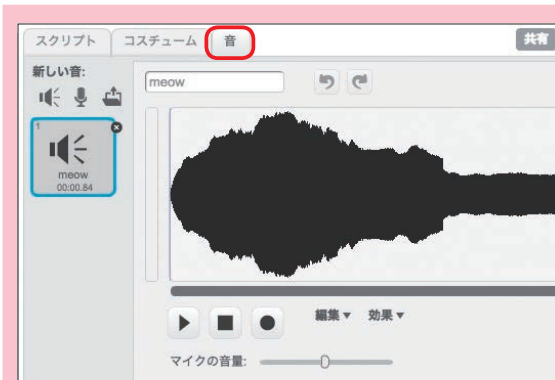 スクリプト コスチューム 音 共有
新しい音:
meow
1
meow
00:00.84
編集▼ 効果▼
マイクの音量: